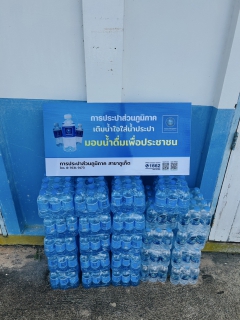 การประปาส่วนภูมิภาค
เติมน้ำใจใส่น้ำประปา
มอบน้ำดื่มเพื่อประชาชน
การประปาส่วนภูมิภาค สาขาภูเก็ต
1662